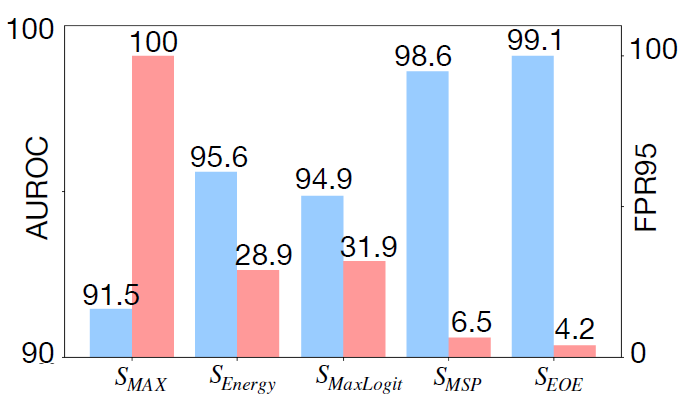 100
99.1
100
98.6
100
95.6
94.9
AUROC
FPR95
28.9
31.9
91.5
6.5
4.2
90
0
S_MAX
S_Energy
S_MaxLogit
S_MSP
S_EOE